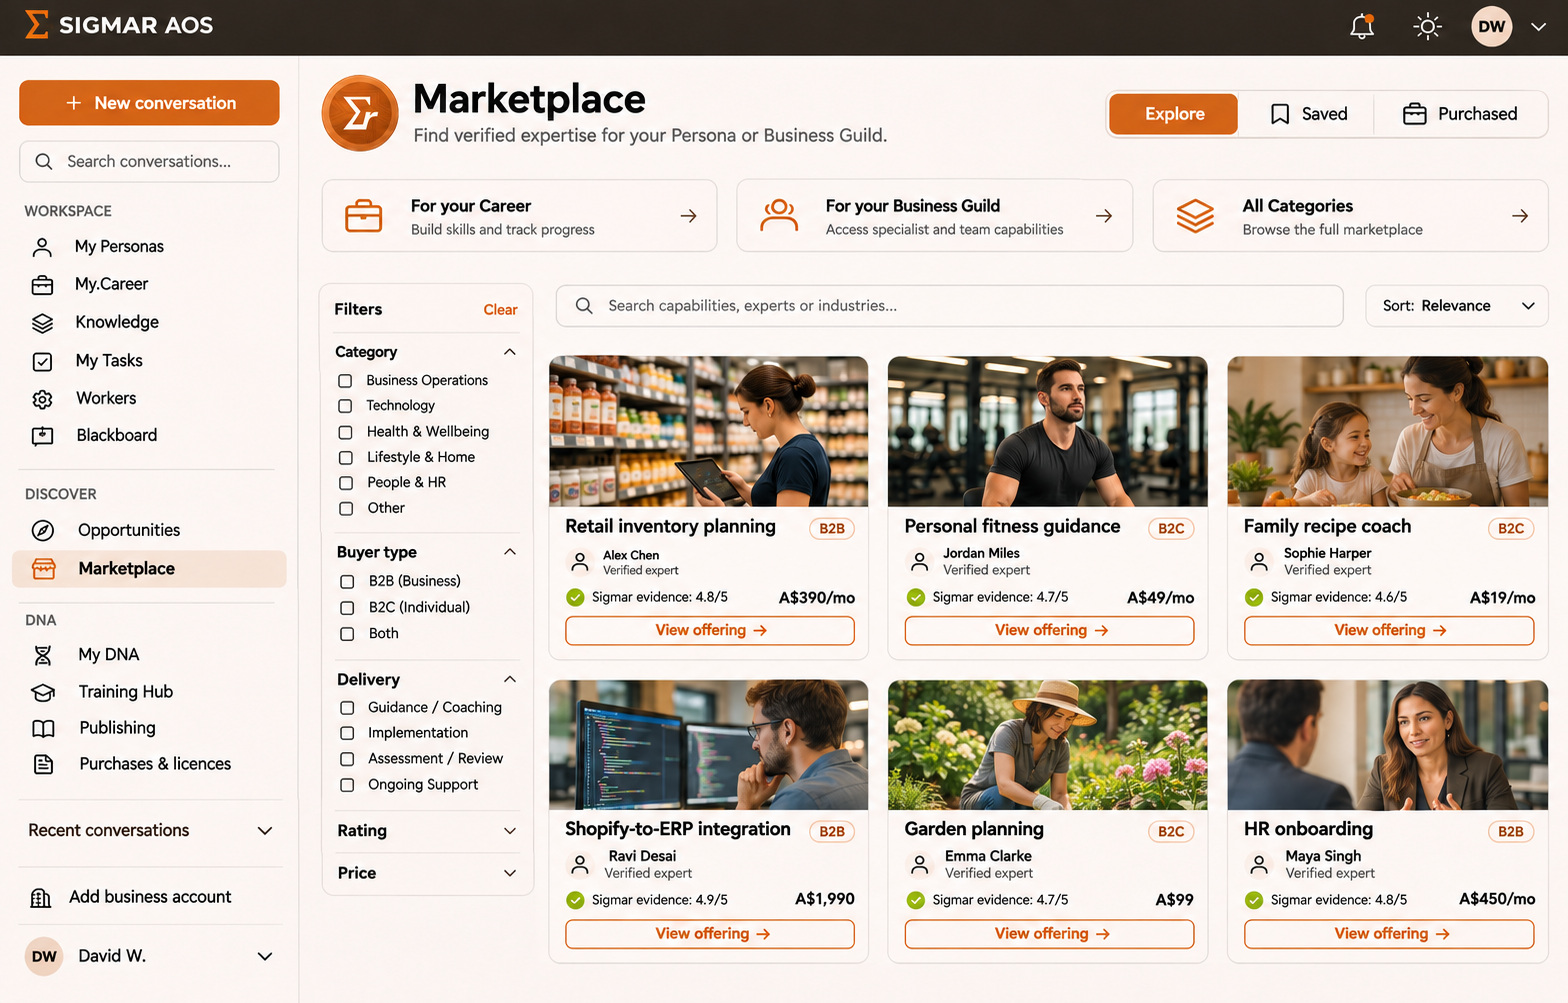 SIGMAR AOS
DW
+ New conversation
Search conversations...
WORKSPACE
My Personas
My.Career
Knowledge
My Tasks
Workers
Blackboard
DISCOVER
Opportunities
Marketplace
DNA
My DNA
Training Hub
Publishing
Purchases & licences
Recent conversations
Add business account
DW
David W.
Marketplace
Find verified expertise for your Persona or Business Guild.
Explore
Saved
Purchased
For your Career
Build skills and track progress
For your Business Guild
Access specialist and team capabilities
All Categories
Browse the full marketplace
Filters
Clear
Category
Business Operations
Technology
Health & Wellbeing
Lifestyle & Home
People & HR
Other
Buyer type
B2B (Business)
B2C (Individual)
Both
Delivery
Guidance / Coaching
Implementation
Assessment / Review
Ongoing Support
Rating
Price
Search capabilities, experts or industries...
Sort: Relevance
Retail inventory planning
B2B
Alex Chen
Verified expert
Sigmar evidence: 4.8/5
A$390/mo
View offering →
Personal fitness guidance
B2C
Jordan Miles
Verified expert
Sigmar evidence: 4.7/5
A$49/mo
View offering →
Family recipe coach
B2C
Sophie Harper
Verified expert
Sigmar evidence: 4.6/5
A$19/mo
View offering →
Shopify-to-ERP integration
B2B
Ravi Desai
Verified expert
Sigmar evidence: 4.9/5
A$1,990
View offering →
Garden planning
B2C
Emma Clarke
Verified expert
Sigmar evidence: 4.7/5
A$99
View offering →
HR onboarding
B2B
Maya Singh
Verified expert
Sigmar evidence: 4.8/5
A$450/mo
View offering →